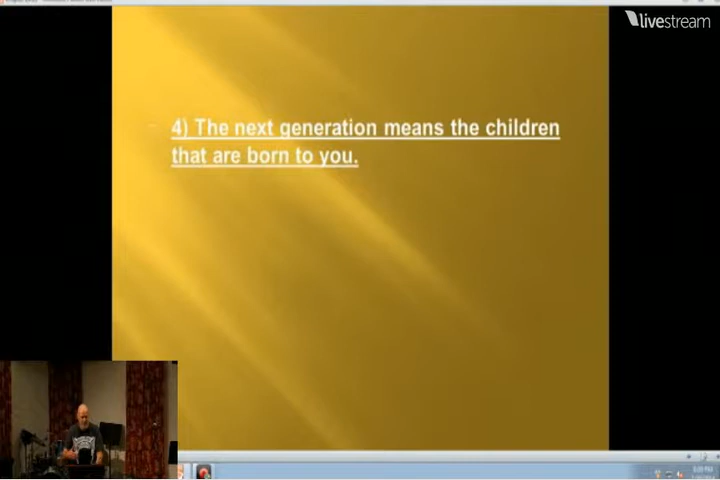 livestream
4) The next generation means the children
that are born to you.